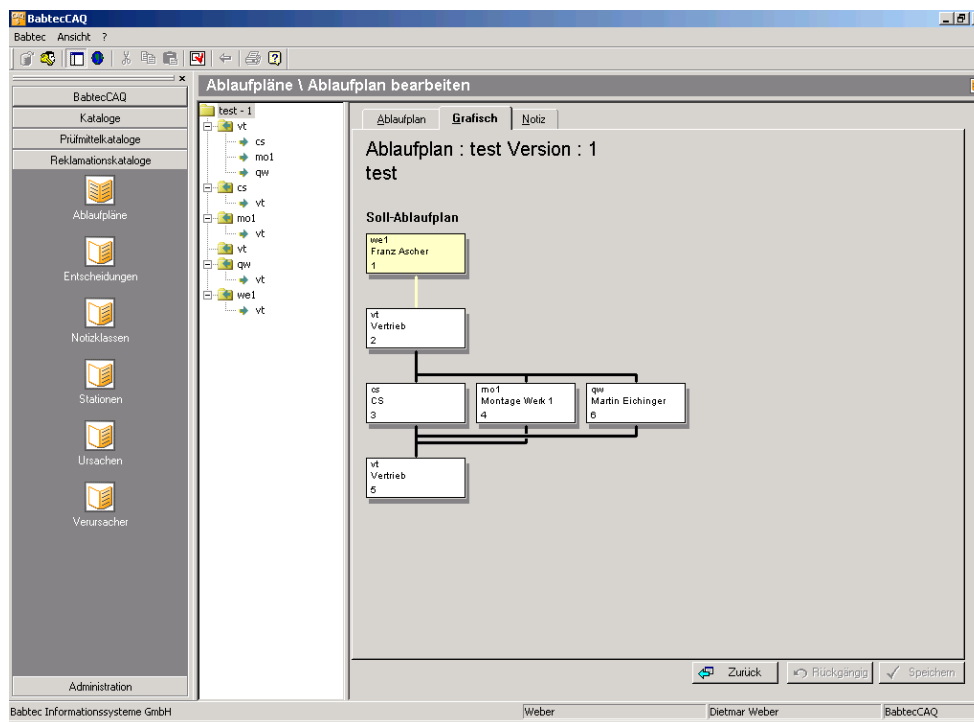 BabtecCAQ
Babtec Ansicht ?
BabtecCAQ
Kataloge
Prüfmittelkataloge
Reklamationskataloge
Ablaufpläne
Entscheidungen
Notizklassen
Stationen
Ursachen
Verursacher
Administration
Ablaufpläne \ Ablaufplan bearbeiten
test - 1
vt
cs
mo1
qw
cs
vt
mo1
vt
vt
qw
vt
we1
vt
Ablaufplan Grafisch Notiz
Ablaufplan : test Version : 1
test
Soll-Ablaufplan
we1
Franz Ascher
1
vt
Vertrieb
2
cs
CS
3
mo1
Montage Werk 1
4
qw
Martin Eichinger
6
vt
Vertrieb
5
Zurück Rückgängig Speichern
Babtec Informationssysteme GmbH Weber Dietmar Weber BabtecCAQ